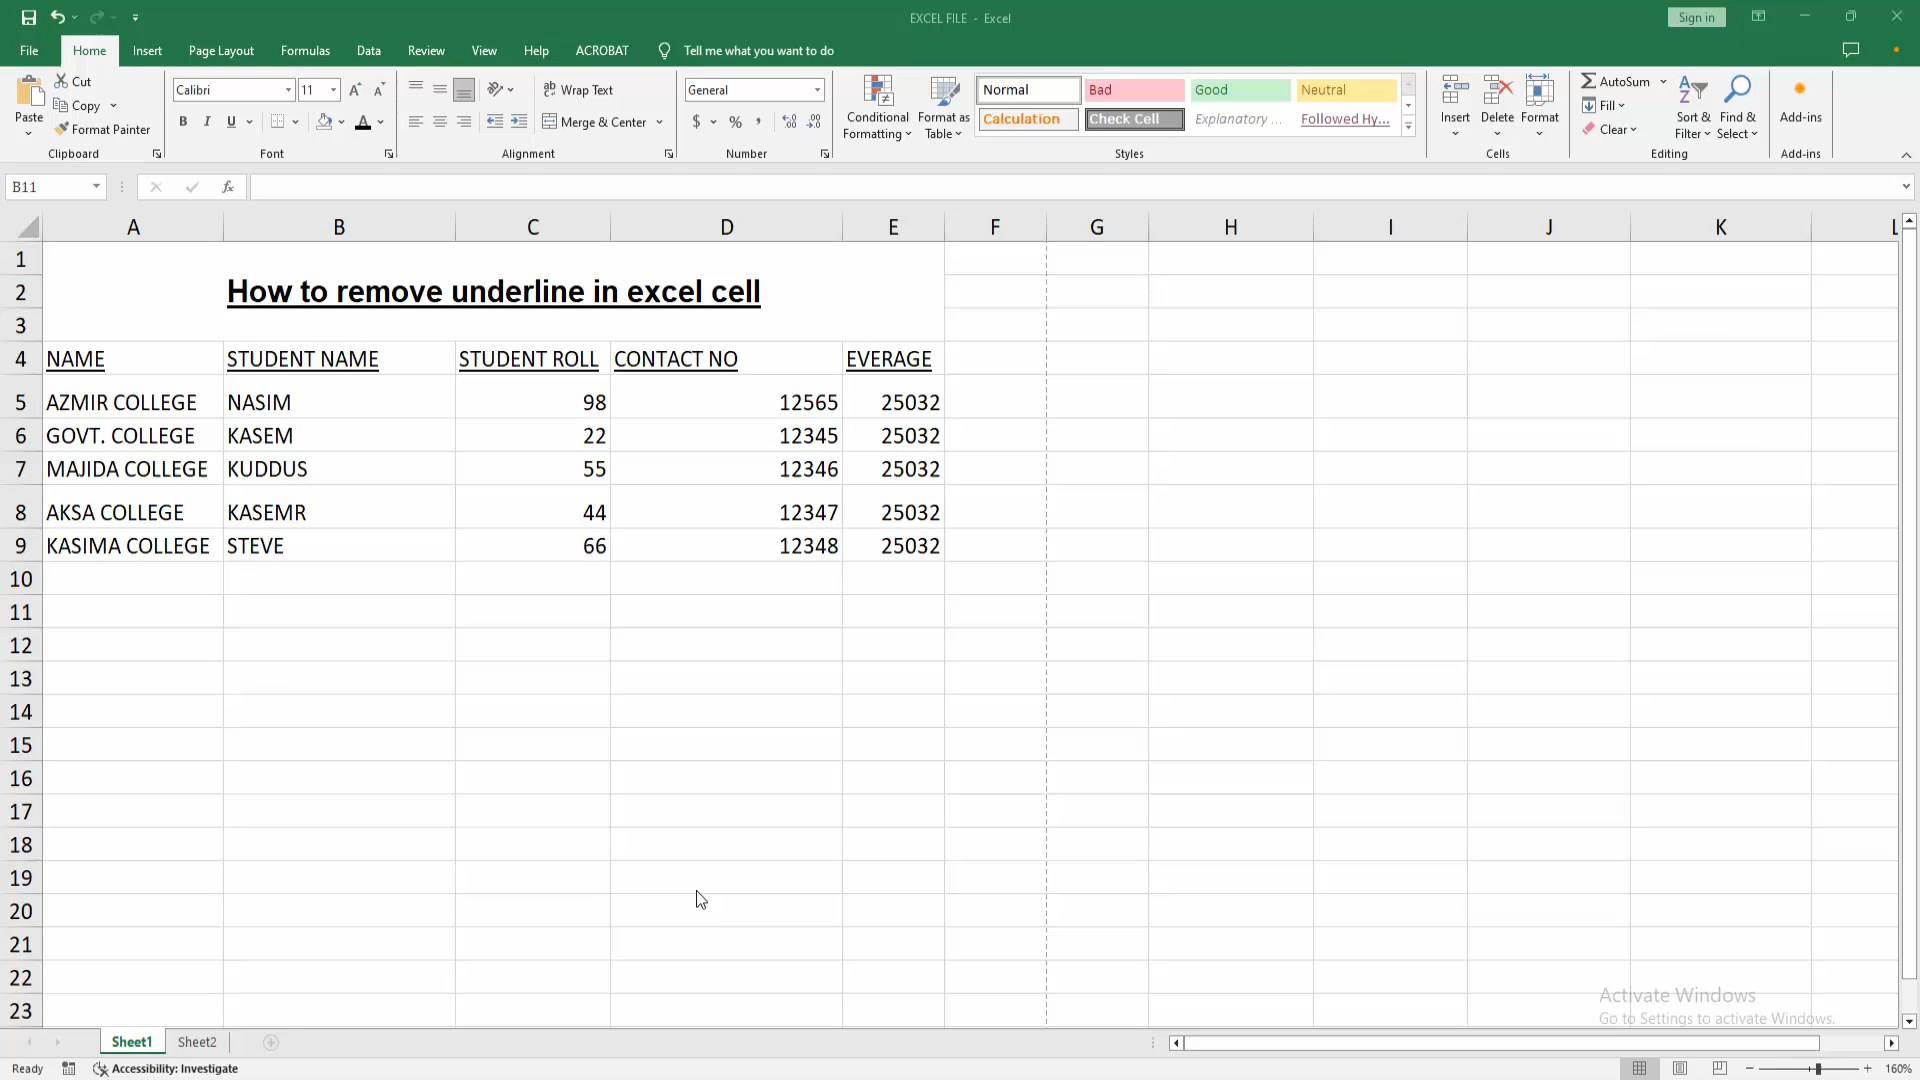 EXCEL FILE - Excel
Sign in
File Home Insert Page Layout Formulas Data Review View Help ACROBAT Tell me what you want to do
Paste
Cut
Copy
Format Painter
Clipboard
Calibri 11
B I U
Font
Wrap Text
Merge & Center
Alignment
General
$ % ,
Number
Conditional Formatting
Format as Table
Normal Bad Good Neutral
Calculation Check Cell Explanatory ... Followed Hy...
Styles
Insert Delete Format
Cells
AutoSum
Fill
Clear
Sort & Filter
Find & Select
Editing
Add-ins
Add-ins
B11 fx
A B C D E F G H I J K L
1
2 How to remove underline in excel cell
3
4 NAME STUDENT NAME STUDENT ROLL CONTACT NO EVERAGE
5 AZMIR COLLEGE NASIM 98 12565 25032
6 GOVT. COLLEGE KASEM 22 12345 25032
7 MAJIDA COLLEGE KUDDUS 55 12346 25032
8 AKSA COLLEGE KASEMR 44 12347 25032
9 KASIMA COLLEGE STEVE 66 12348 25032
10
11
12
13
14
15
16
17
18
19
20
21
22
23
Activate Windows
Go to Settings to activate Windows.
Sheet1 Sheet2
Ready Accessibility: Investigate 160%